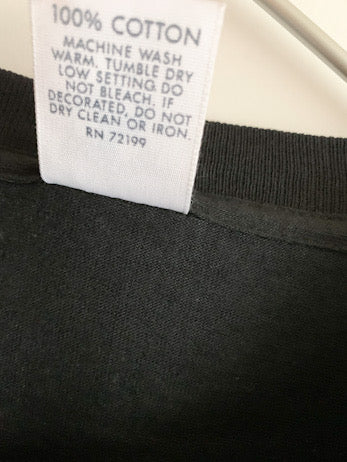 100% COTTON
MACHINE WASH
WARM. TUMBLE DRY
LOW SETTING DO
NOT BLEACH. IF
DECORATED, DO NOT
DRY CLEAN OR IRON.
RN 72199